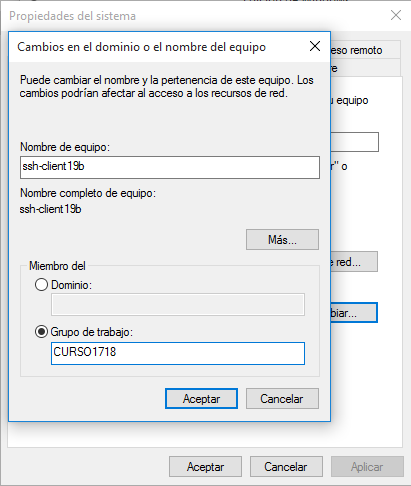 Propiedades del sistema
Cambios en el dominio o el nombre del equipo
eso remoto
re
Puede cambiar el nombre y la pertenencia de este equipo. Los
cambios podrían afectar al acceso a los recursos de red.
u equipo
Nombre de equipo:
ssh-client19b
r" o
Nombre completo de equipo:
ssh-client19b
Más...
e red...
Miembro del
Dominio:
biar...
Grupo de trabajo:
CURSO1718
Aceptar
Cancelar
Aceptar
Cancelar
Aplicar